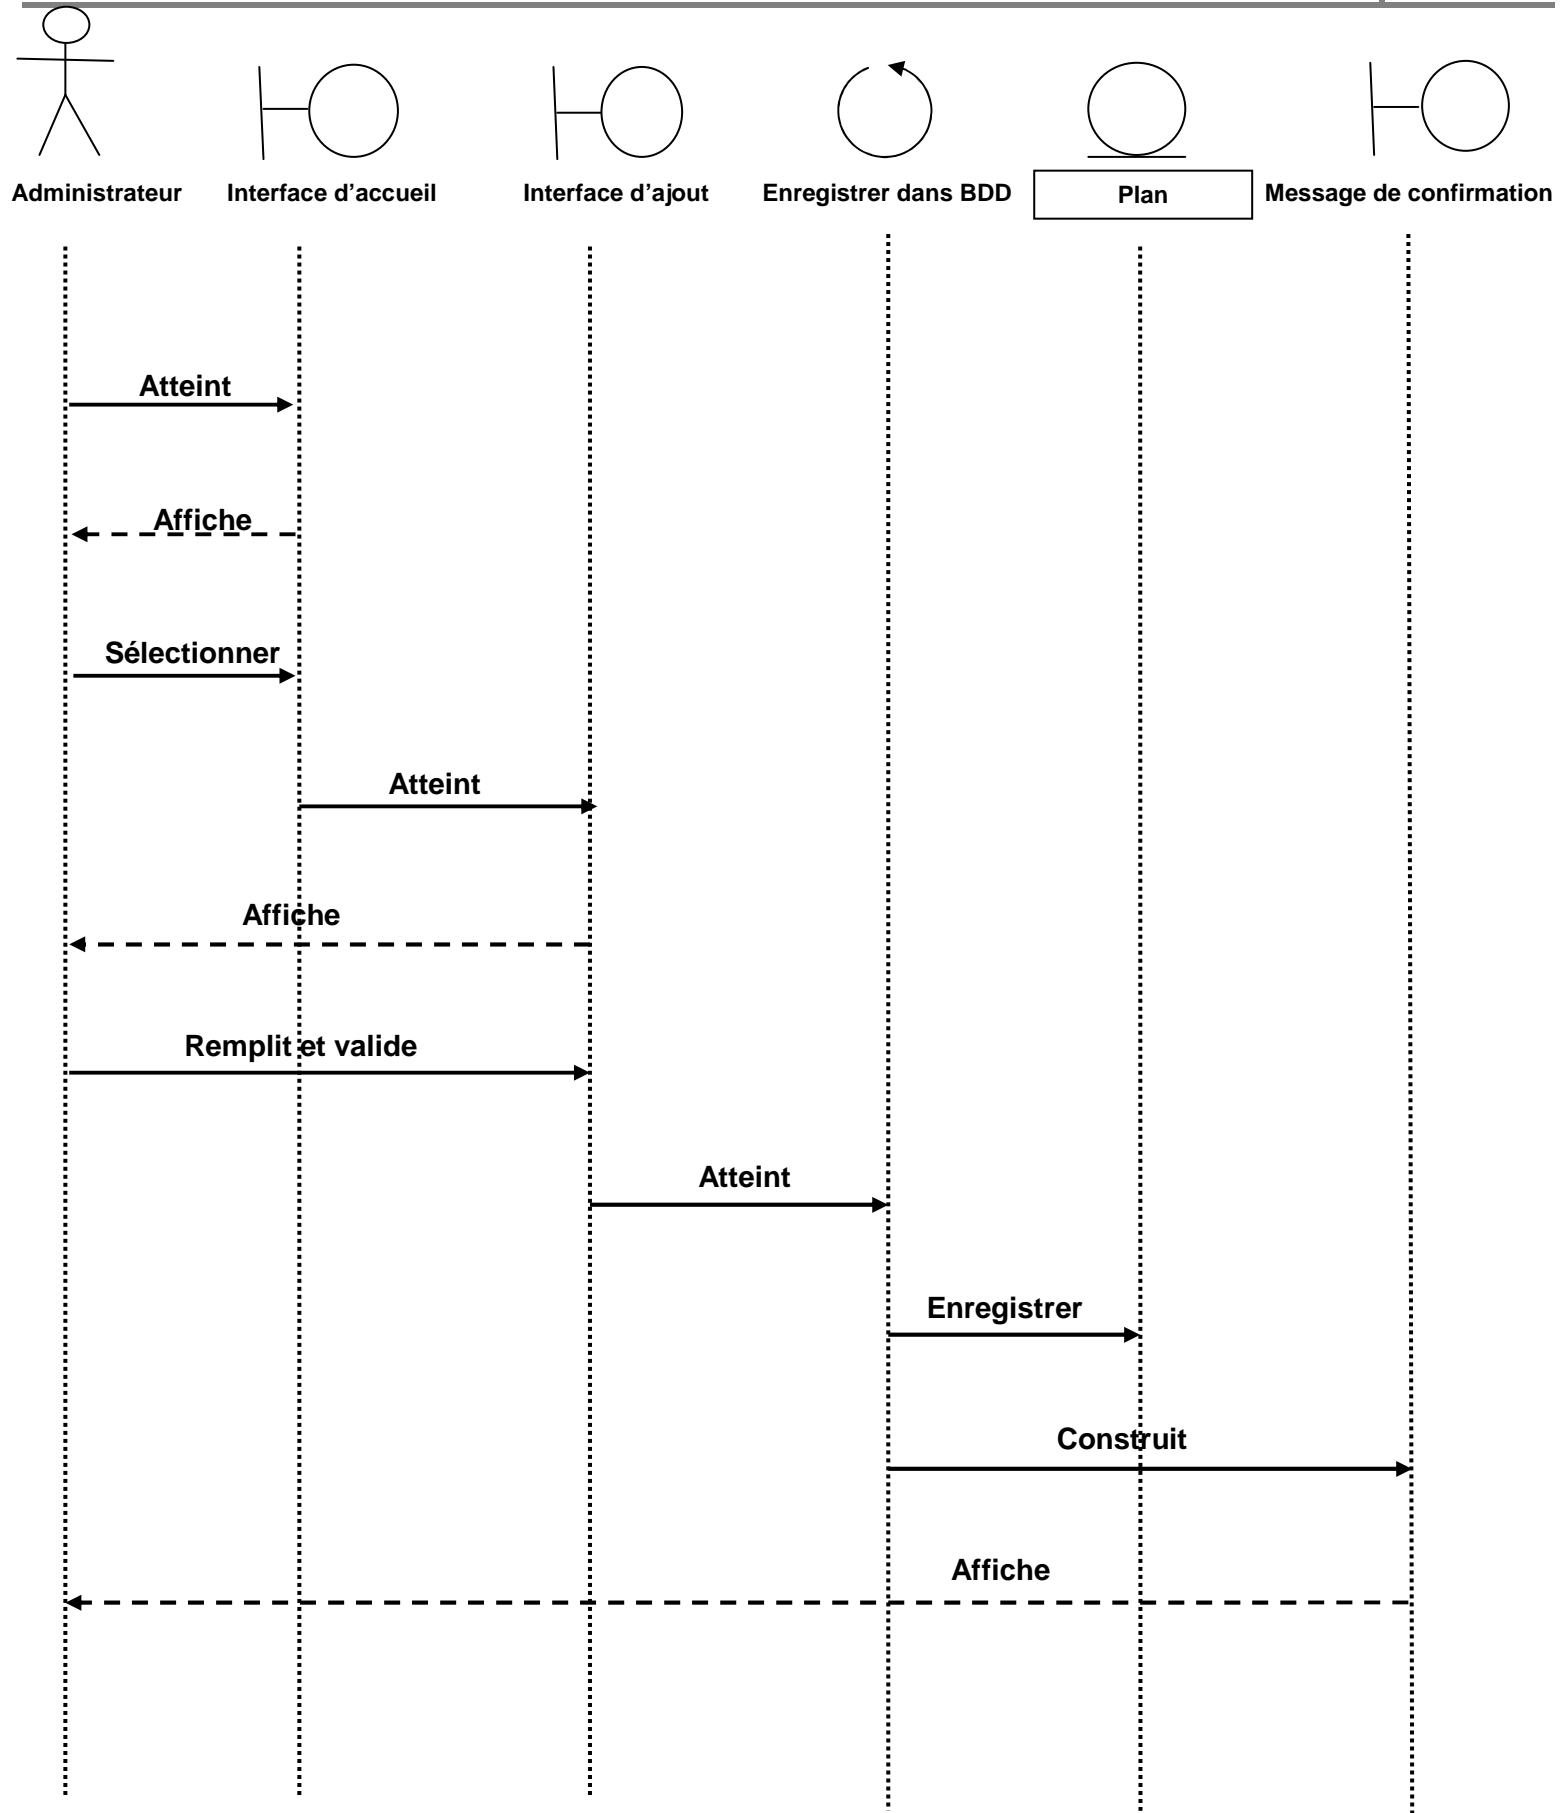 Administrateur
Interface d’accueil
Interface d’ajout
Enregistrer dans BDD
Plan
Message de confirmation
Atteint
Affiche
Sélectionner
Atteint
Affiche
Remplit et valide
Atteint
Enregistrer
Construit
Affiche